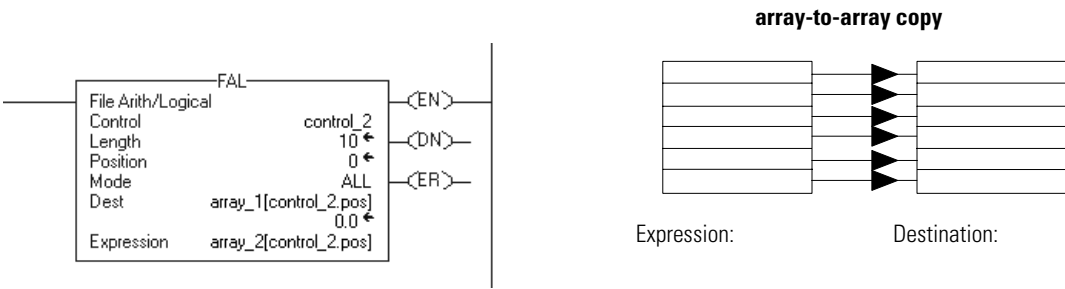 array-to-array copy
FAL
File Arith/Logical
Control control_2
Length 10
Position 0
Mode ALL
Dest array_1[control_2.pos]
0.0
Expression array_2[control_2.pos]
EN
DN
ER
Expression: Destination: